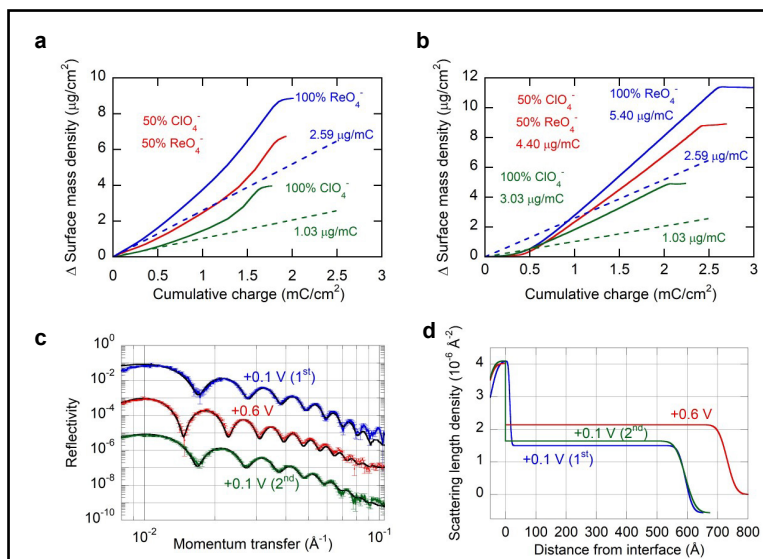 a
Δ Surface mass density (µg/cm²)
10
8
6
4
2
0
0 0.5 1 1.5 2 2.5 3
Cumulative charge (mC/cm²)
100% ReO₄⁻
50% ClO₄⁻
50% ReO₄⁻
2.59 µg/mC
100% ClO₄⁻
1.03 µg/mC
b
Δ Surface mass density (µg/cm²)
12
10
8
6
4
2
0
0 0.5 1 1.5 2 2.5 3
Cumulative charge (mC/cm²)
50% ClO₄⁻
50% ReO₄⁻
4.40 µg/mC
100% ReO₄⁻
5.40 µg/mC
2.59 µg/mC
100% ClO₄⁻
3.03 µg/mC
1.03 µg/mC
c
Reflectivity
10⁰
10⁻²
10⁻⁴
10⁻⁶
10⁻⁸
10⁻¹⁰
10⁻² 10⁻¹
Momentum transfer (Å⁻¹)
+0.1 V (1ˢᵗ)
+0.6 V
+0.1 V (2ⁿᵈ)
d
Scattering length density (10⁻⁶ Å⁻²)
4
3
2
1
0
-50 0 50 500 600 700 800
Distance from interface (Å)
+0.6 V
+0.1 V (2ⁿᵈ)
+0.1 V (1ˢᵗ)